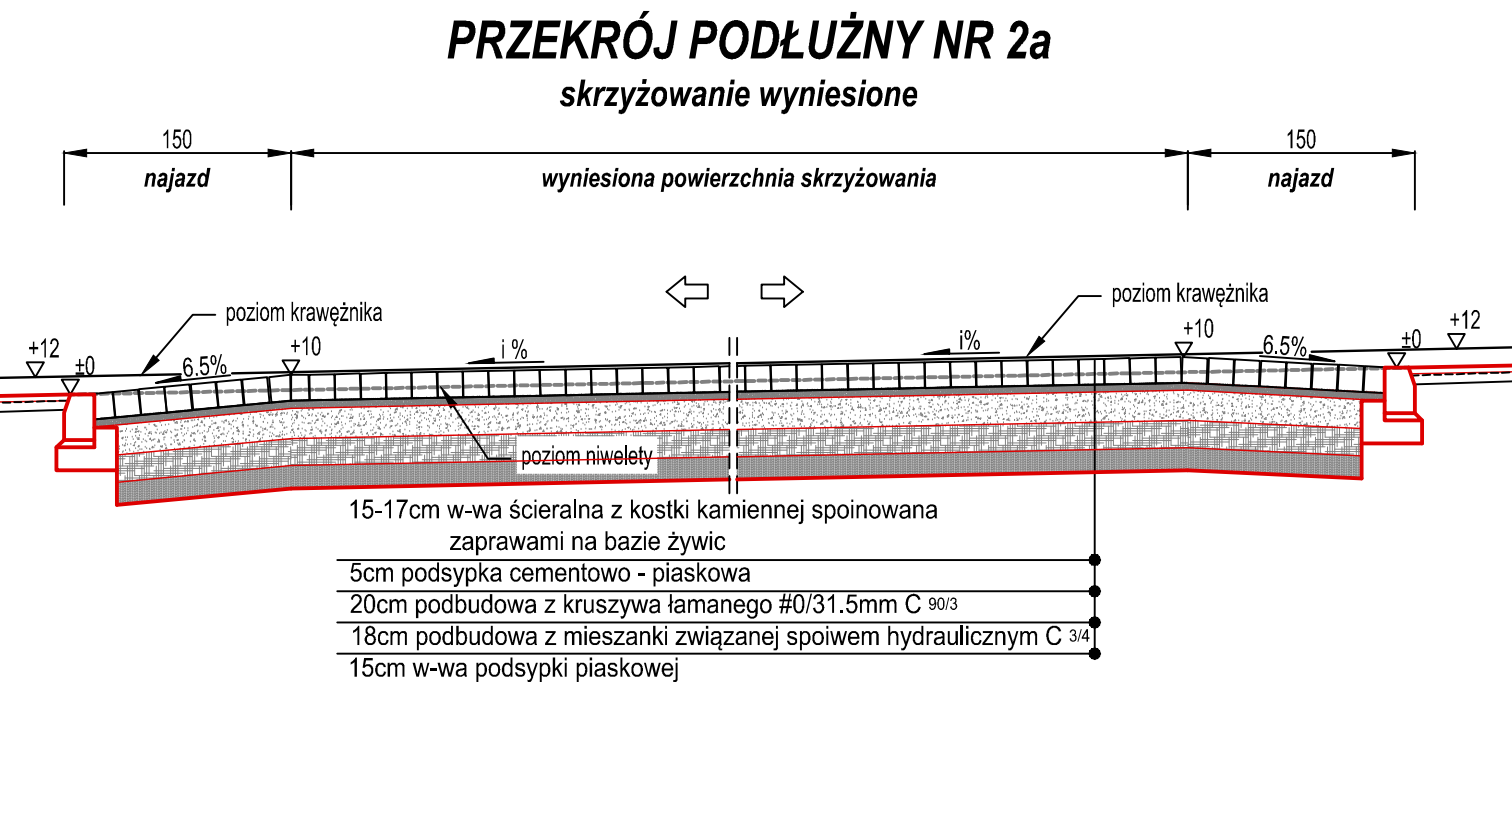 PRZEKRÓJ PODŁUŻNY NR 2a
skrzyżowanie wyniesione
150
150
najazd
wyniesiona powierzchnia skrzyżowania
najazd
poziom krawężnika
poziom krawężnika
+12
±0
6.5%
+10
i %
i%
+10
6.5%
±0
+12
poziom niwelety
15-17cm w-wa ścieralna z kostki kamiennej spoinowana
zaprawami na bazie żywic
5cm podsypka cementowo - piaskowa
20cm podbudowa z kruszywa łamanego #0/31.5mm C 90/3
18cm podbudowa z mieszanki związanej spoiwem hydraulicznym C 3/4
15cm w-wa podsypki piaskowej